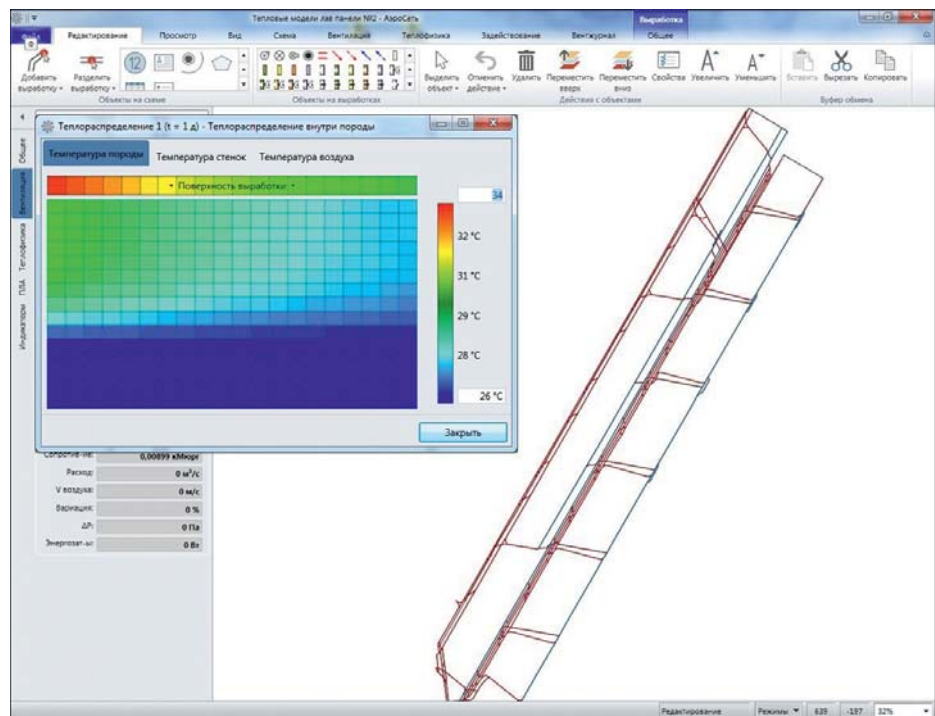 Тепловые модели лав панели №2 - АэроСеть
Выработка
Редактирование Просмотр Вид Схема Вентиляция Теплофизика Задействование Вентжурнал Общее
12
Добавить выработку
Разделить выработку
Выделить объект
Отменить действие
Удалить
Переместить вверх
Переместить вниз
Свойства
Увеличить
Уменьшить
Вставить
Вырезать
Копировать
Объекты на схеме
Объекты на выработках
Действия с объектами
Буфер обмена
Общее
Вентиляция
Теплофизика
ПЛА
Индикаторы
Теплораспределение 1 (t = 1 д) - Теплораспределение внутри породы
Температура породы Температура стенок Температура воздуха
Поверхность выработки
34
32 °C
31 °C
29 °C
28 °C
26 °C
Закрыть
Сопротив-ие: 0,00899 кМюрг
Расход: 0 м³/с
V воздуха: 0 м/с
Вариация: 0 %
ΔP: 0 Па
Энергозат-ы: 0 Вт
Редактирование Режимы 639 -197 32%